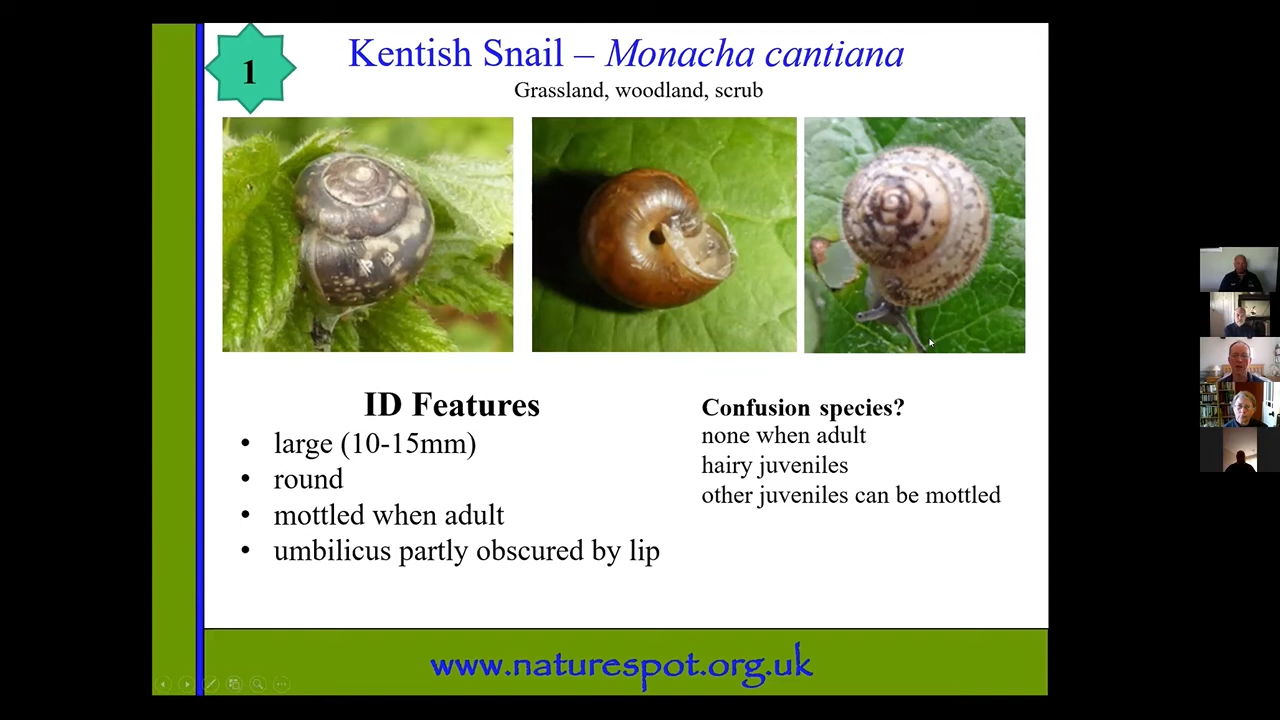 1
Kentish Snail – Monacha cantiana
Grassland, woodland, scrub
ID Features
• large (10-15mm)
• round
• mottled when adult
• umbilicus partly obscured by lip
Confusion species?
none when adult
hairy juveniles
other juveniles can be mottled
www.naturespot.org.uk